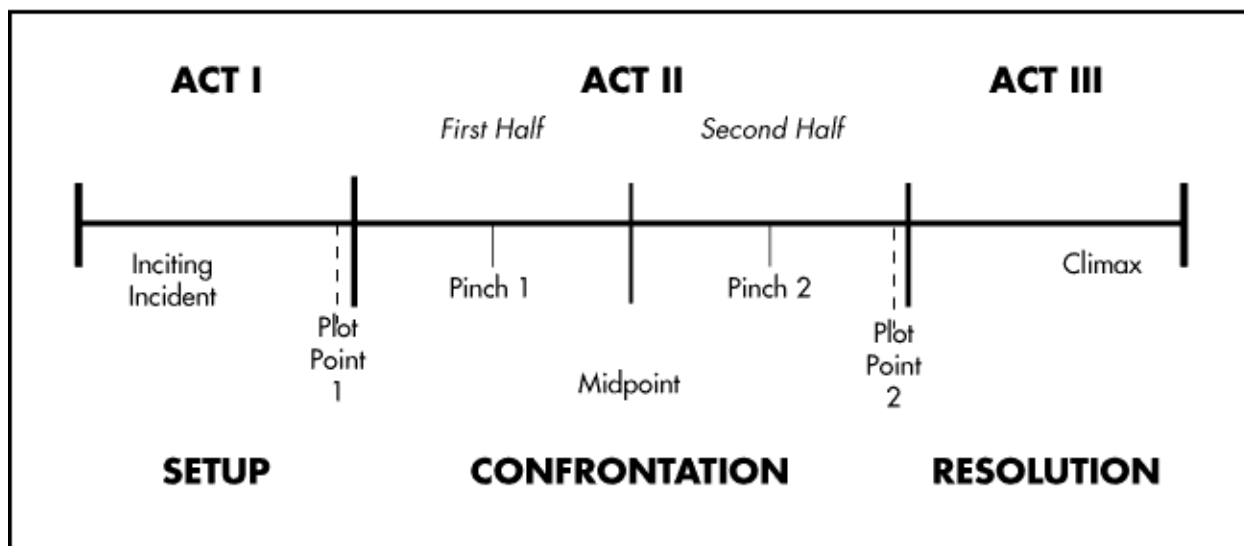 ACT I
ACT II
ACT III
First Half
Second Half
Inciting
Incident
Plot
Point
1
Pinch 1
Midpoint
Pinch 2
Plot
Point
2
Climax
SETUP
CONFRONTATION
RESOLUTION